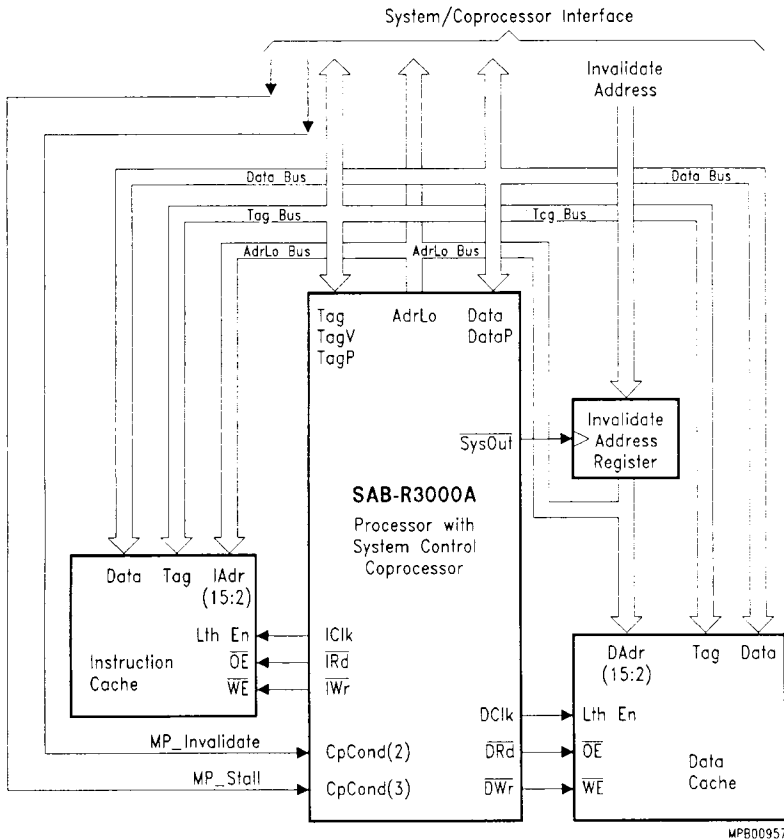 System/Coprocessor Interface
Invalidate
Address
Data Bus
Data Bus
Tag Bus
Tcg Bus
AdrLo Bus
AdrLo Bus
Tag
TagV
TagP
AdrLo
Data
DataP
SysOut
Invalidate
Address
Register
SAB-R3000A
Processor with
System Control
Coprocessor
Data
Tag
IAdr
(15:2)
Lth En
OE
WE
Instruction
Cache
IClk
IRd
IWr
DAdr
(15:2)
Tag
Data
DClk
DRd
DWr
Lth En
OE
WE
Data
Cache
MP_Invalidate
CpCond(2)
MP_Stall
CpCond(3)
MPB00957